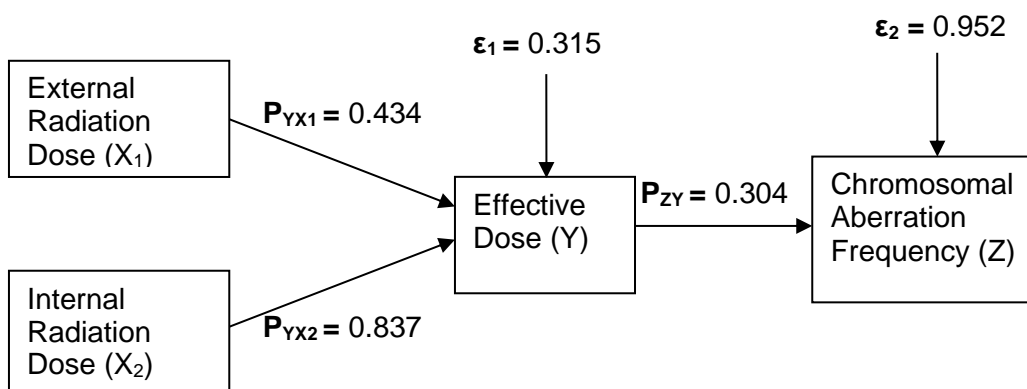 ε₁ = 0.315
ε₂ = 0.952
External
Radiation
Dose (X₁)
P_YX1 = 0.434
Effective
Dose (Y)
P_ZY = 0.304
Chromosomal
Aberration
Frequency (Z)
Internal
Radiation
Dose (X₂)
P_YX2 = 0.837